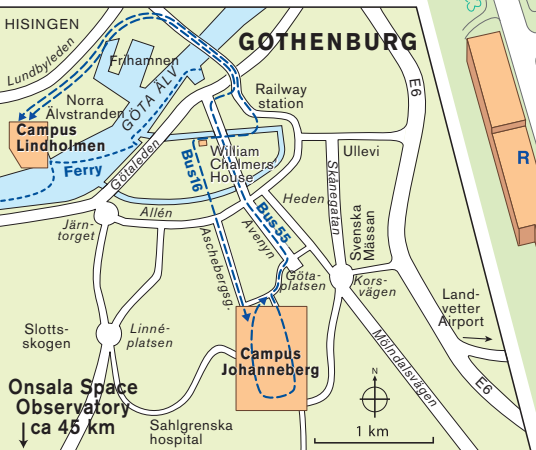 HISINGEN
GOTHENBURG
Lundbyleden
Frihamnen
GÖTA ÄLV
E6
Norra
Älvstranden
Railway
station
Campus
Lindholmen
Ferry
Götaleden
Bus16
William
Chalmers
House
Ullevi
R
Skånegatan
Heden
Allén
Järn-
torget
Avenyn
Bus 55
Svenska
Mässan
Aschebergsg.
Göta-
platsen
Kors-
vägen
Land-
vetter
Airport
Slotts-
skogen
Linné-
platsen
Campus
Johanneberg
Mölndalsvägen
E6
Onsala Space
Observatory
ca 45 km
Sahlgrenska
hospital
N
1 km